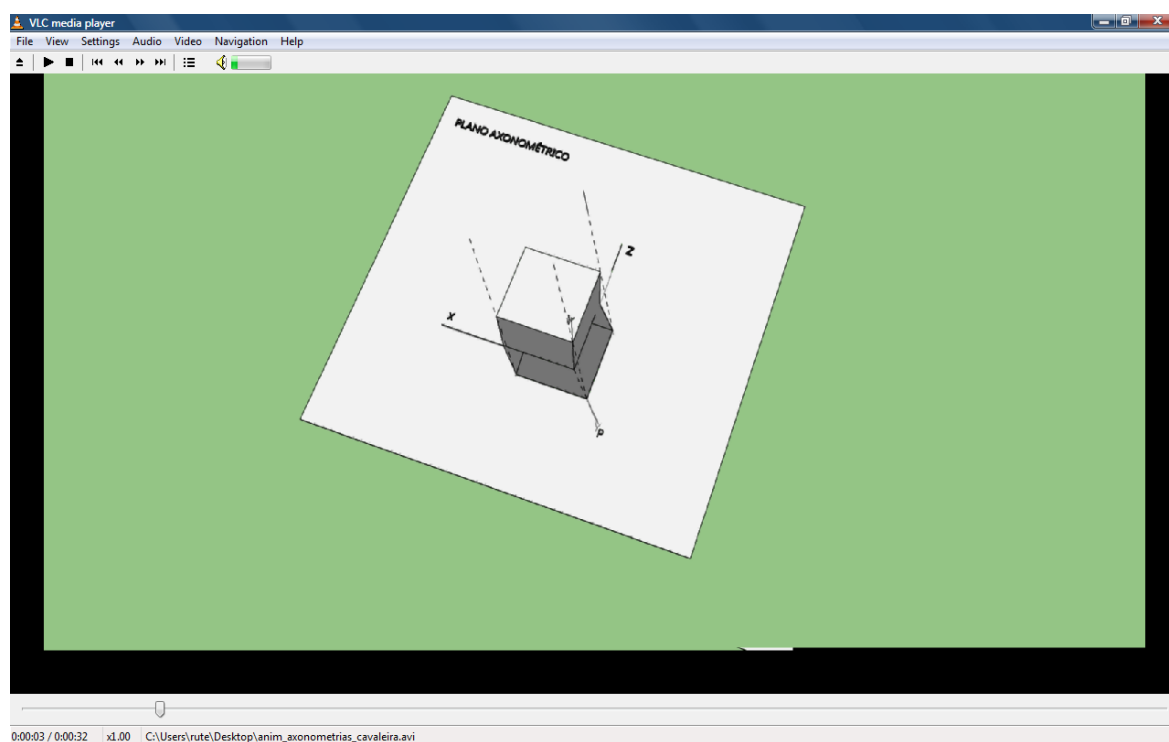 VLC media player
File View Settings Audio Video Navigation Help
PLANO AXONOMÉTRICO
Z
X
P
0:00:03 / 0:00:32 x1.00 C:\Users\rute\Desktop\anim_axonometrias_cavaleira.avi